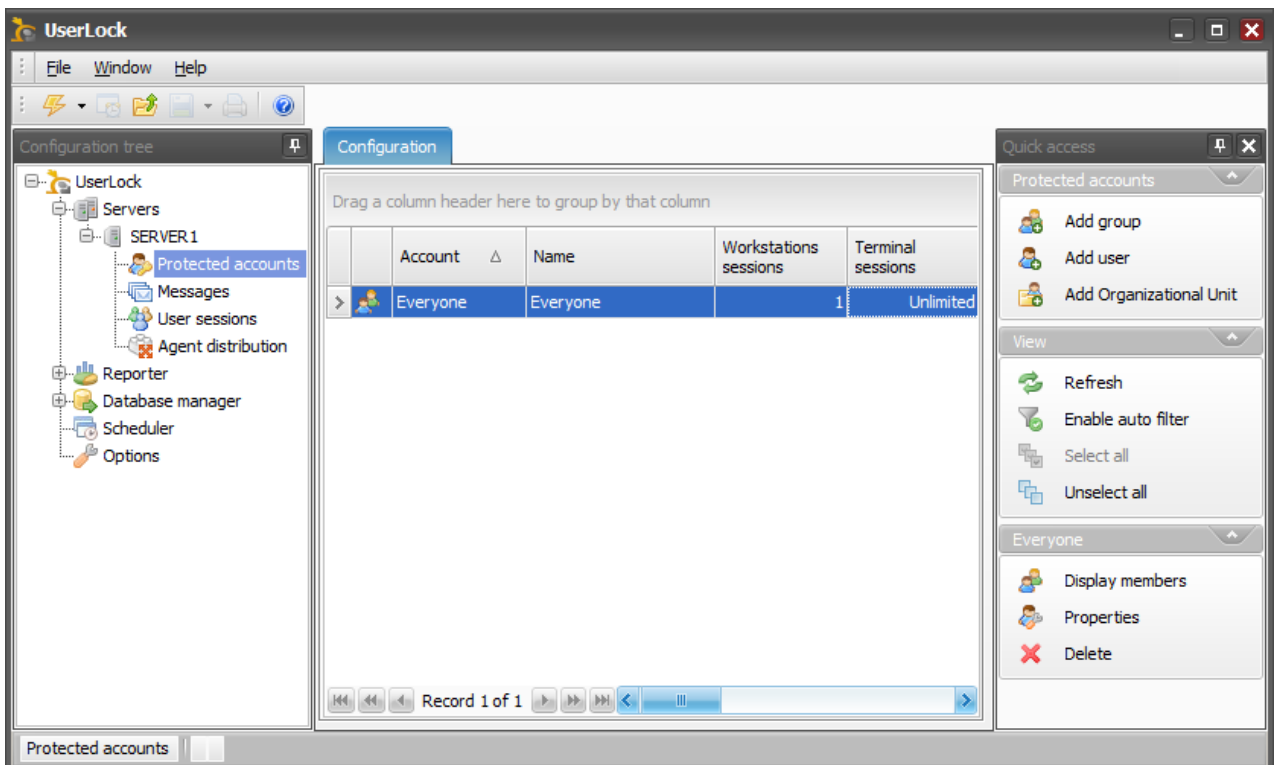 UserLock
File Window Help
Configuration tree
UserLock
Servers
SERVER1
Protected accounts
Messages
User sessions
Agent distribution
Reporter
Database manager
Scheduler
Options
Configuration
Drag a column header here to group by that column
Account Name Workstations sessions Terminal sessions
Everyone Everyone 1 Unlimited
Record 1 of 1
Quick access
Protected accounts
Add group
Add user
Add Organizational Unit
View
Refresh
Enable auto filter
Select all
Unselect all
Everyone
Display members
Properties
Delete
Protected accounts